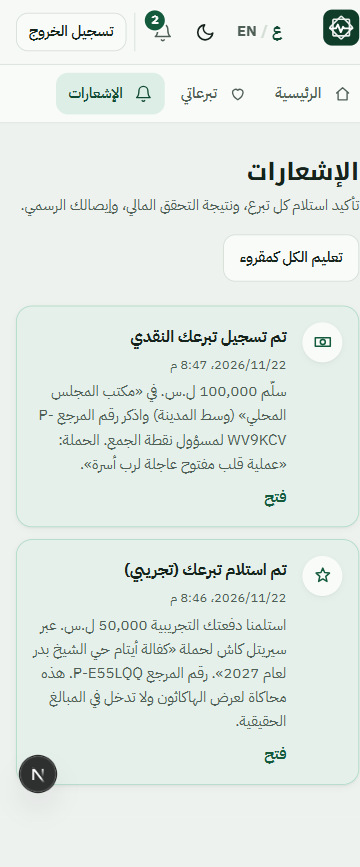 ع / EN
2
تسجيل الخروج
الرئيسية
تبرعاتي
الإشعارات
الإشعارات
تأكيد استلام كل تبرع، ونتيجة التحقق المالي، وإيصالك الرسمي.
تعليم الكل كمقروء
تم تسجيل تبرعك النقدي
2026/11/22، 8:47 م
سلّم 100,000 ل.س. في «مكتب المجلس
المحلي» (وسط المدينة) واذكر رقم المرجع P-
WV9KCV لمسؤول نقطة الجمع. الحملة:
«عملية قلب مفتوح عاجلة لرب أسرة».
فتح
تم استلام تبرعك (تجريبي)
2026/11/22، 8:46 م
استلمنا دفعتك التجريبية 50,000 ل.س. عبر
سيريتل كاش لحملة «كفالة أيتام حي الشيخ بدر
لعام 2027». رقم المرجع P-E55LQQ. هذه
محاكاة لعرض الهاكاثون ولا تدخل في المبالغ
الحقيقية.
فتح
N